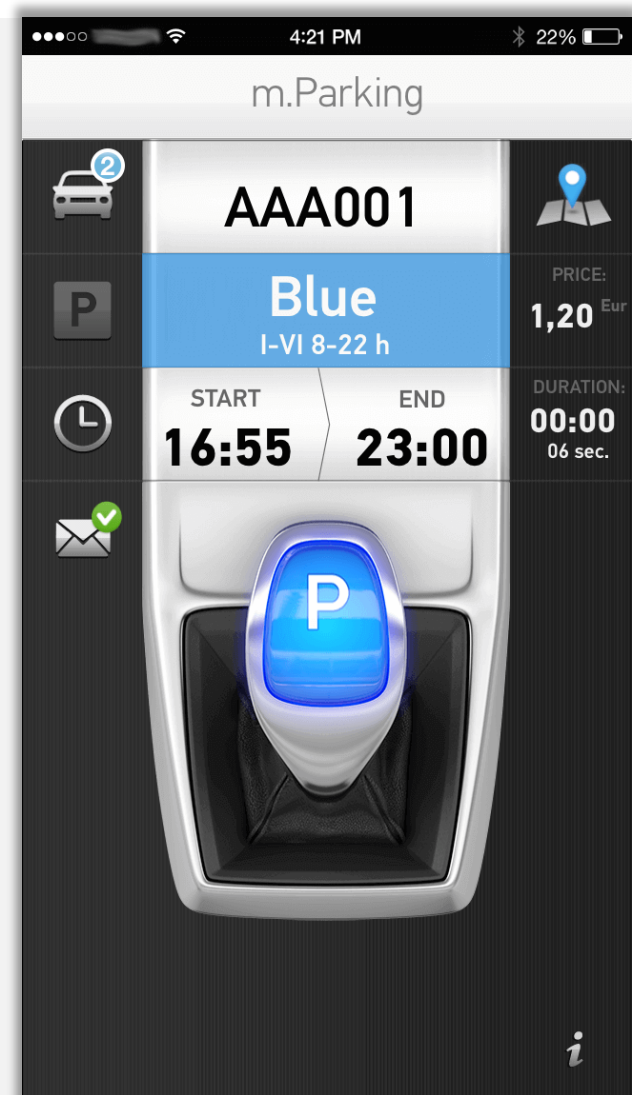 4:21 PM
22%
m.Parking
2
AAA001
P
Blue
I-VI 8-22 h
PRICE:
1,20 Eur
START
16:55
END
23:00
DURATION:
00:00
06 sec.
P
i